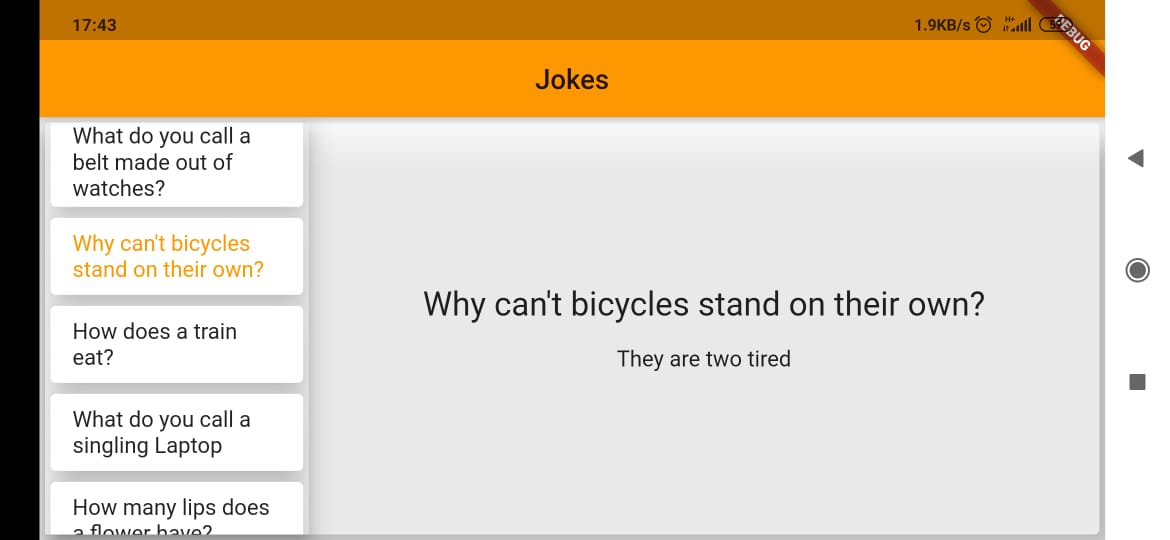 17:43
1.9KB/s
DEBUG
Jokes
What do you call a
belt made out of
watches?
Why can't bicycles
stand on their own?
How does a train
eat?
What do you call a
singling Laptop
How many lips does
a flower have?
Why can't bicycles stand on their own?
They are two tired